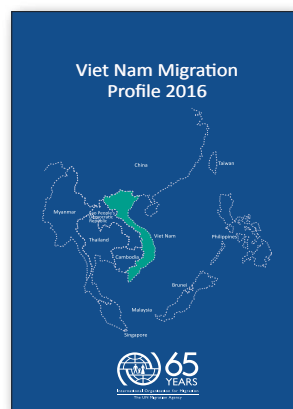 Viet Nam Migration
Profile 2016
China
Taiwan
Myanmar
Lao People's
Democratic
Republic
Viet Nam
Thailand
Philippines
Cambodia
Brunei
Malaysia
Singapore
65
YEARS
International Organization for Migration
The UN Migration Agency